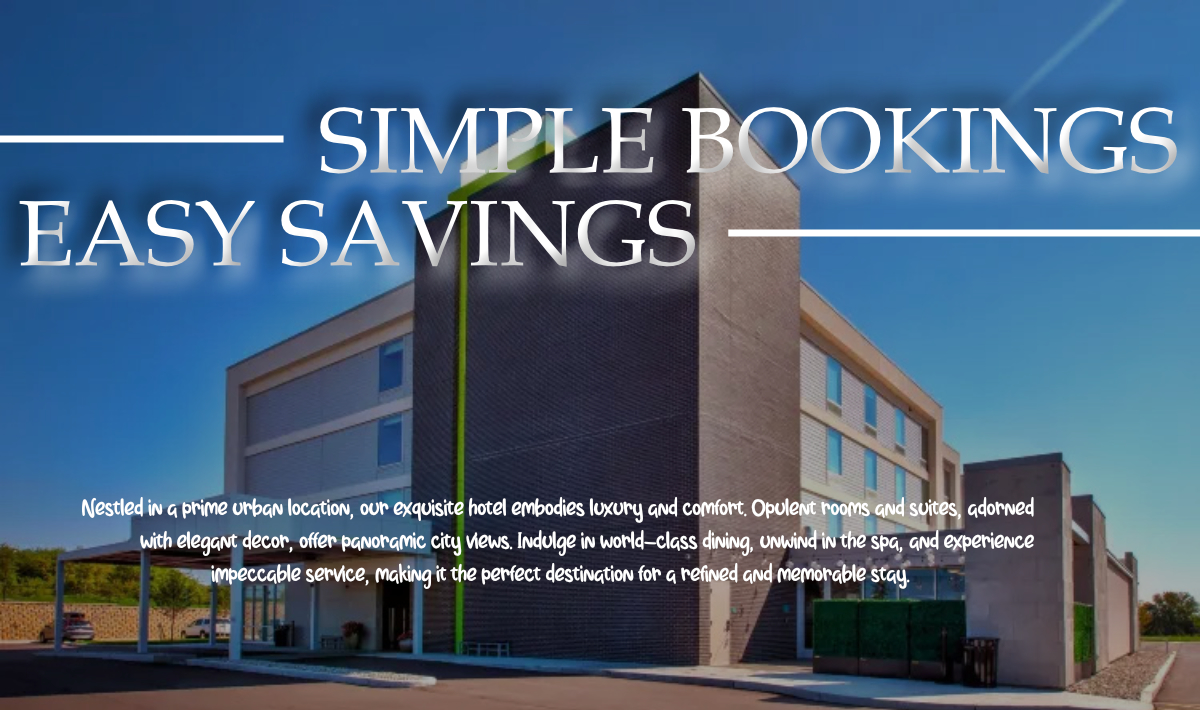 SIMPLE BOOKINGS
EASY SAVINGS
Nestled in a prime urban location, our exquisite hotel embodies luxury and comfort. Opulent rooms and suites, adorned
with elegant decor, offer panoramic city views. Indulge in world-class dining, unwind in the spa, and experience
impeccable service, making it the perfect destination for a refined and memorable stay.